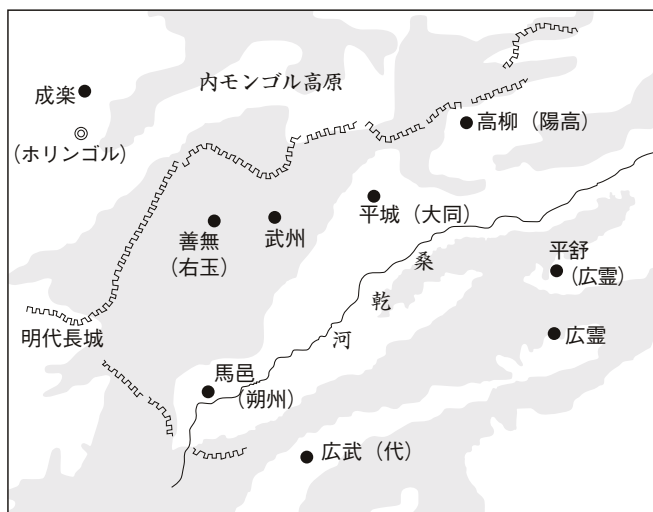 内モンゴル高原
成楽
(ホリンゴル)
高柳（陽高）
平城（大同）
善無
（右玉）
武州
桑乾河
平舒
（広霊）
広霊
明代長城
馬邑
（朔州）
広武（代）